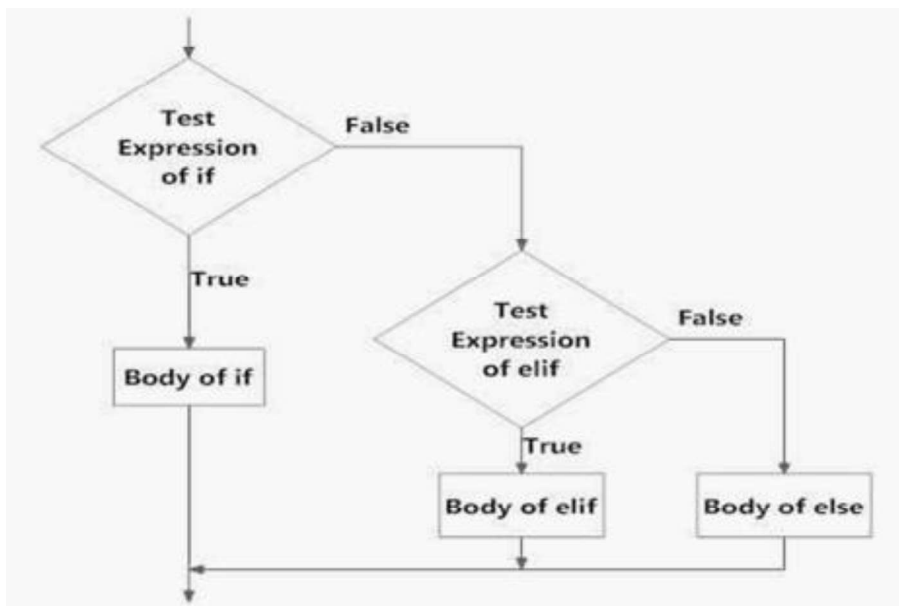 Test
Expression
of if
False
True
Body of if
Test
Expression
of elif
False
True
Body of elif
Body of else